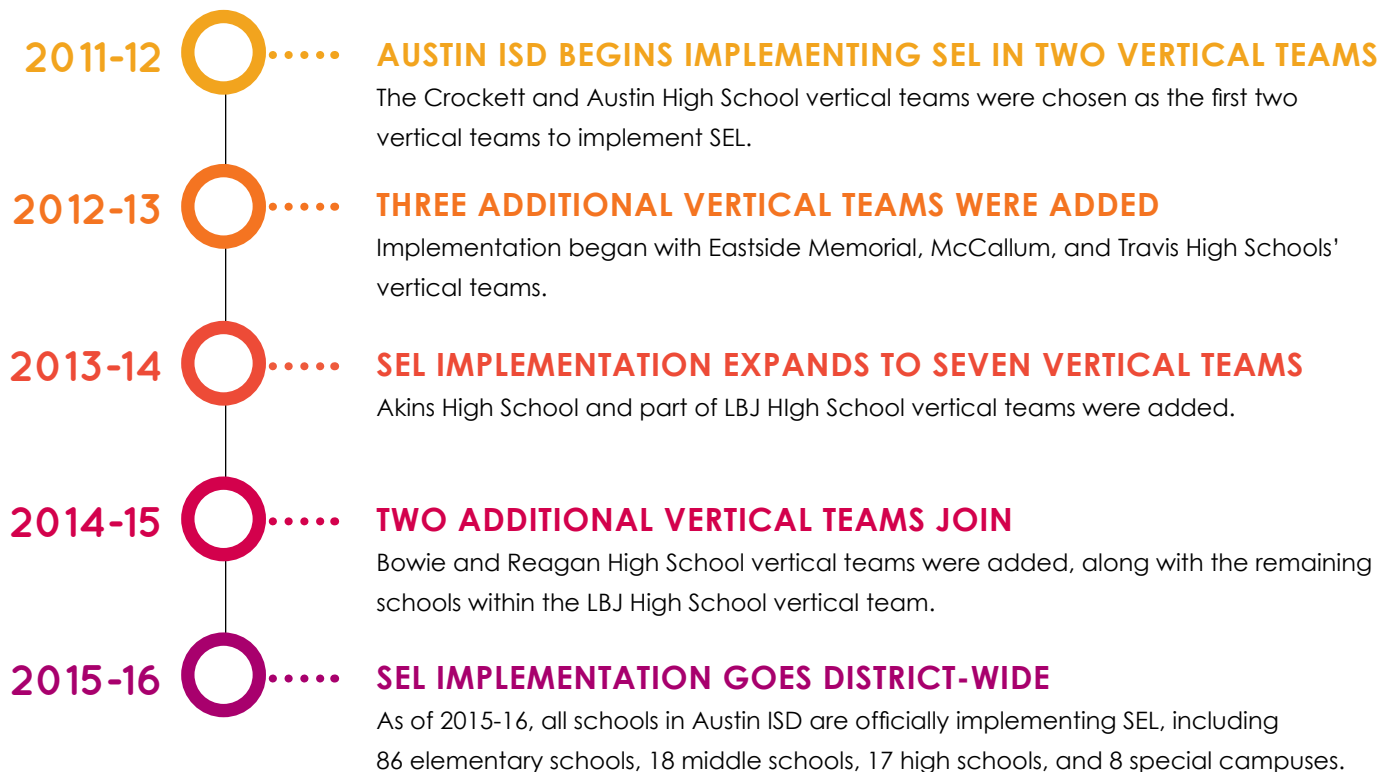 2011-12
AUSTIN ISD BEGINS IMPLEMENTING SEL IN TWO VERTICAL TEAMS
The Crockett and Austin High School vertical teams were chosen as the first two
vertical teams to implement SEL.
2012-13
THREE ADDITIONAL VERTICAL TEAMS WERE ADDED
Implementation began with Eastside Memorial, McCallum, and Travis High Schools’
vertical teams.
2013-14
SEL IMPLEMENTATION EXPANDS TO SEVEN VERTICAL TEAMS
Akins High School and part of LBJ HIgh School vertical teams were added.
2014-15
TWO ADDITIONAL VERTICAL TEAMS JOIN
Bowie and Reagan High School vertical teams were added, along with the remaining
schools within the LBJ High School vertical team.
2015-16
SEL IMPLEMENTATION GOES DISTRICT-WIDE
As of 2015-16, all schools in Austin ISD are officially implementing SEL, including
86 elementary schools, 18 middle schools, 17 high schools, and 8 special campuses.